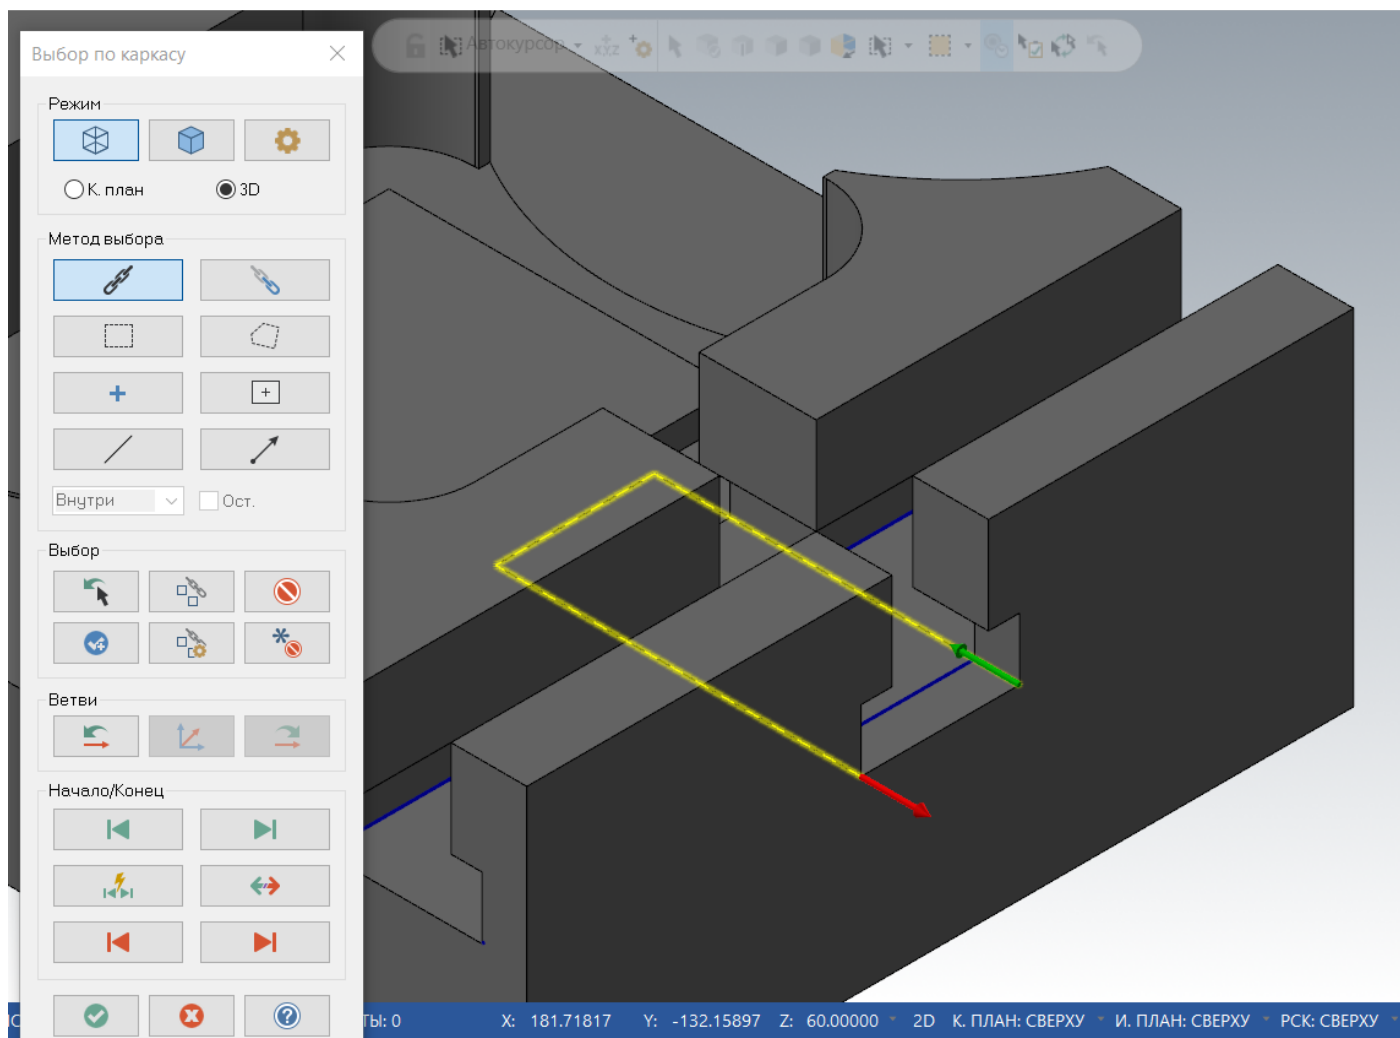 Выбор по каркасу
Автокурсор
XYZ
Режим
К. план
3D
Метод выбора
Внутри
Ост.
Выбор
Ветви
Начало/Конец
Ы: 0 X: 181.71817 Y: -132.15897 Z: 60.00000 2D К. ПЛАН: СВЕРХУ И. ПЛАН: СВЕРХУ РСК: СВЕРХУ